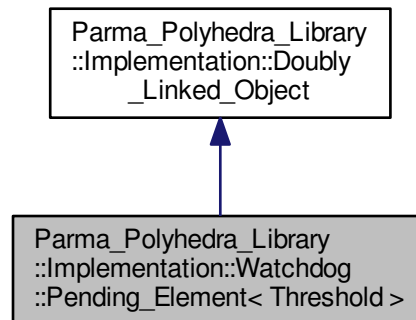 Parma_Polyhedra_Library
::Implementation::Doubly
_Linked_Object
Parma_Polyhedra_Library
::Implementation::Watchdog
::Pending_Element< Threshold >